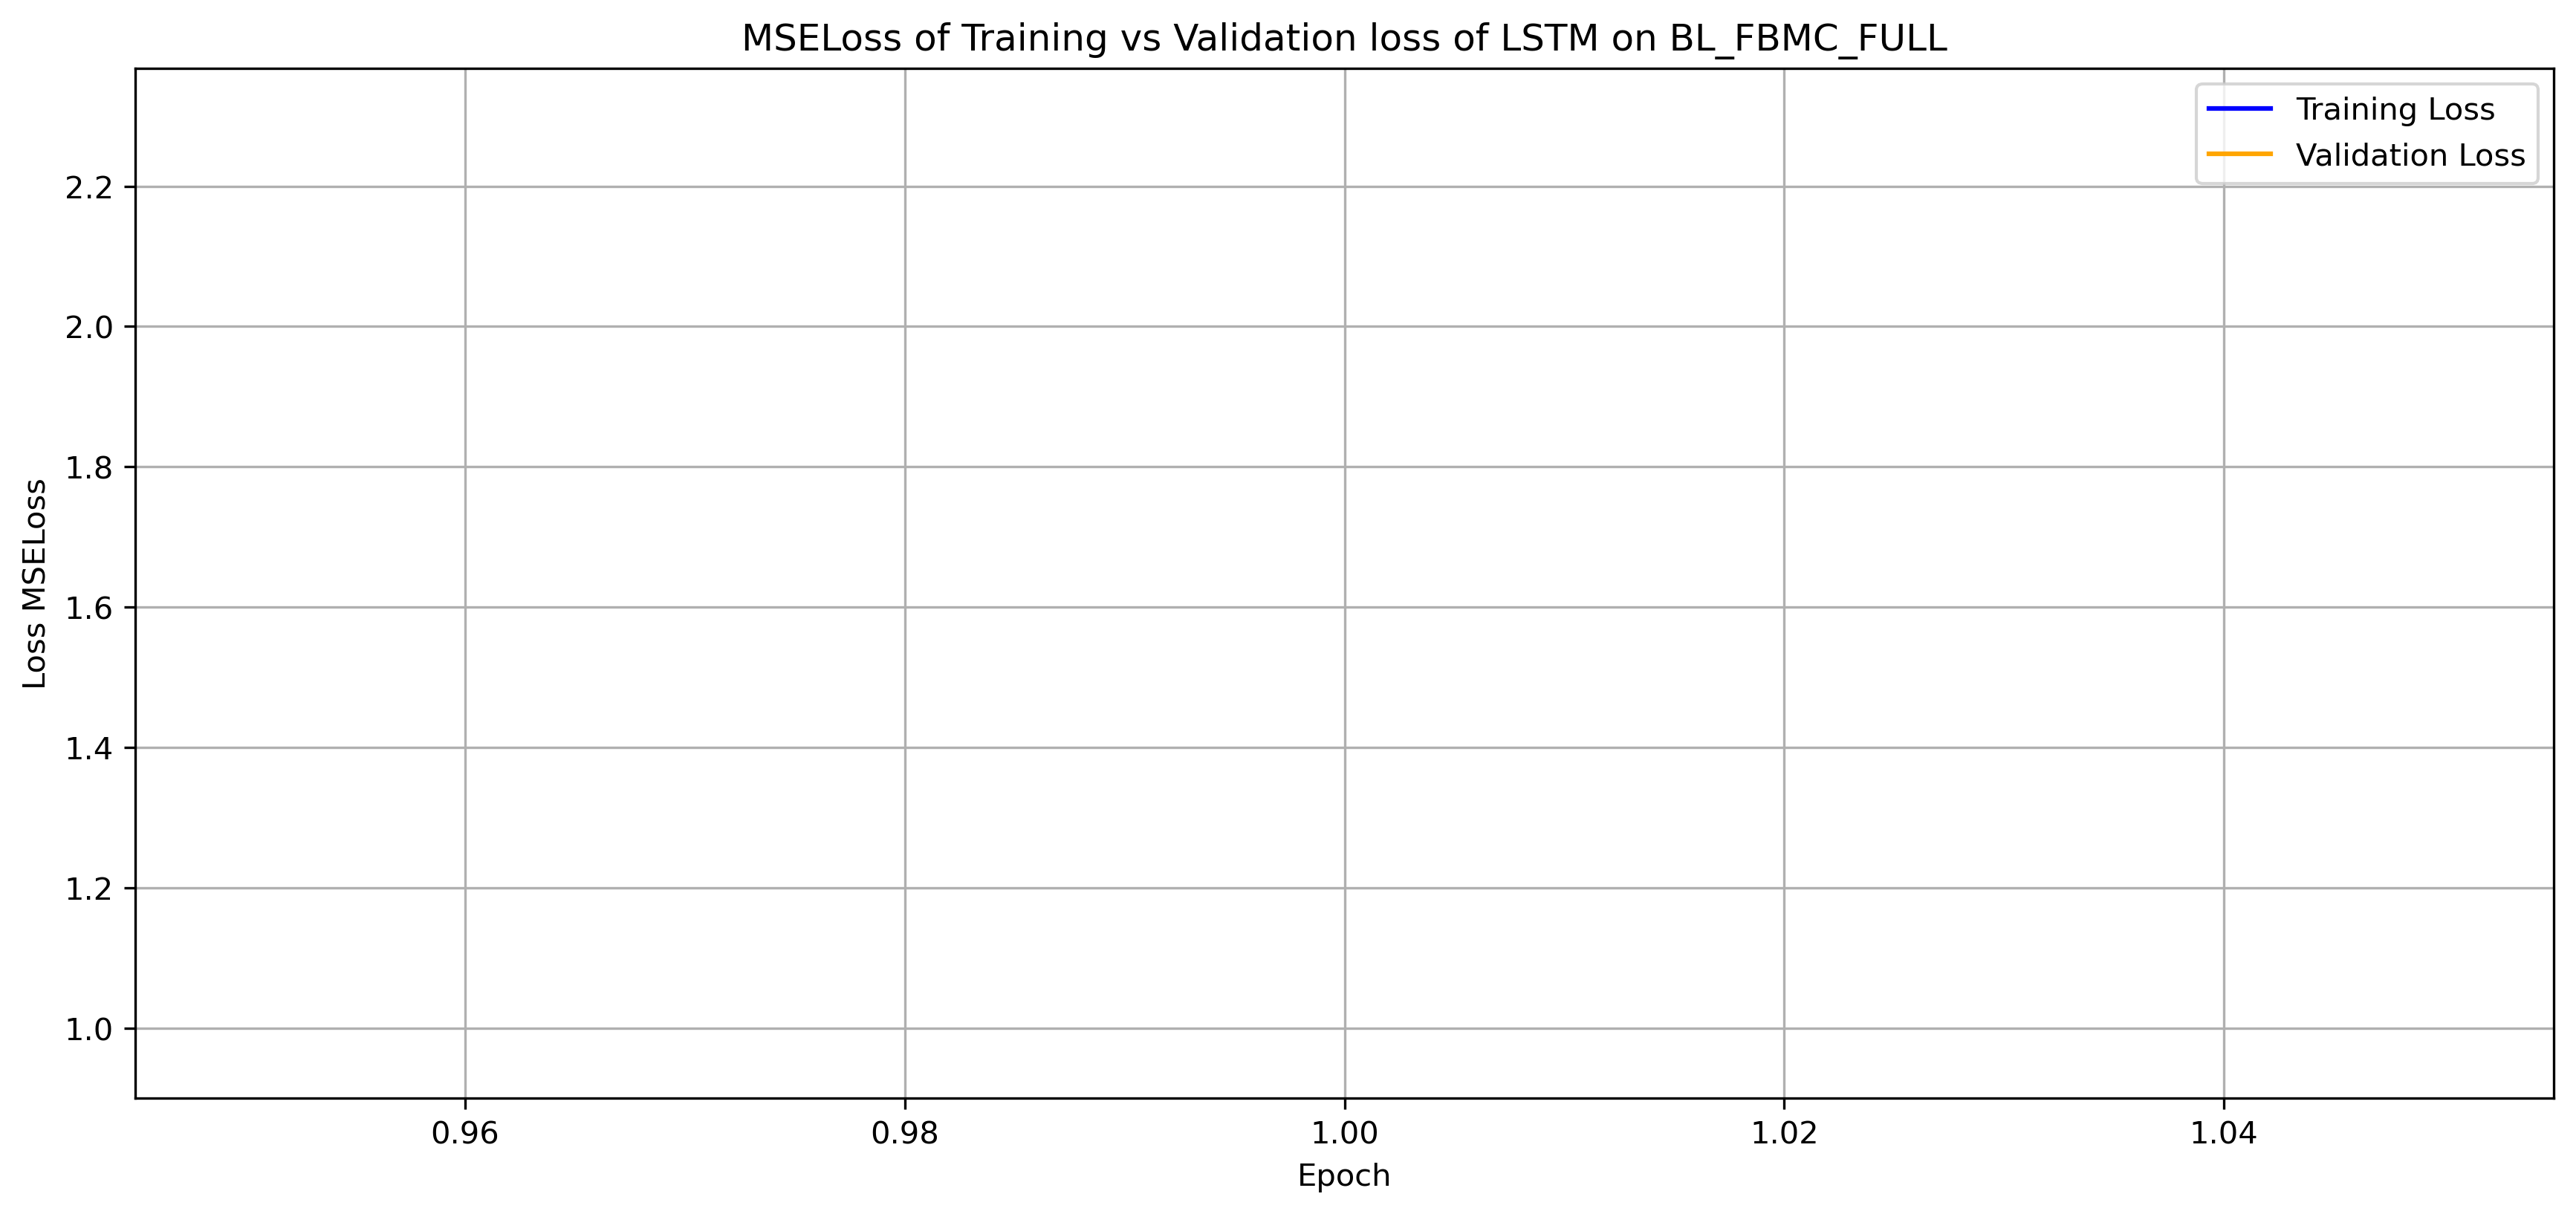 MSELoss of Training vs Validation loss of LSTM on BL_FBMC_FULL
Training Loss
Validation Loss
2.2
2.0
1.8
1.6
1.4
1.2
1.0
Loss MSELoss
0.96 0.98 1.00 1.02 1.04
Epoch